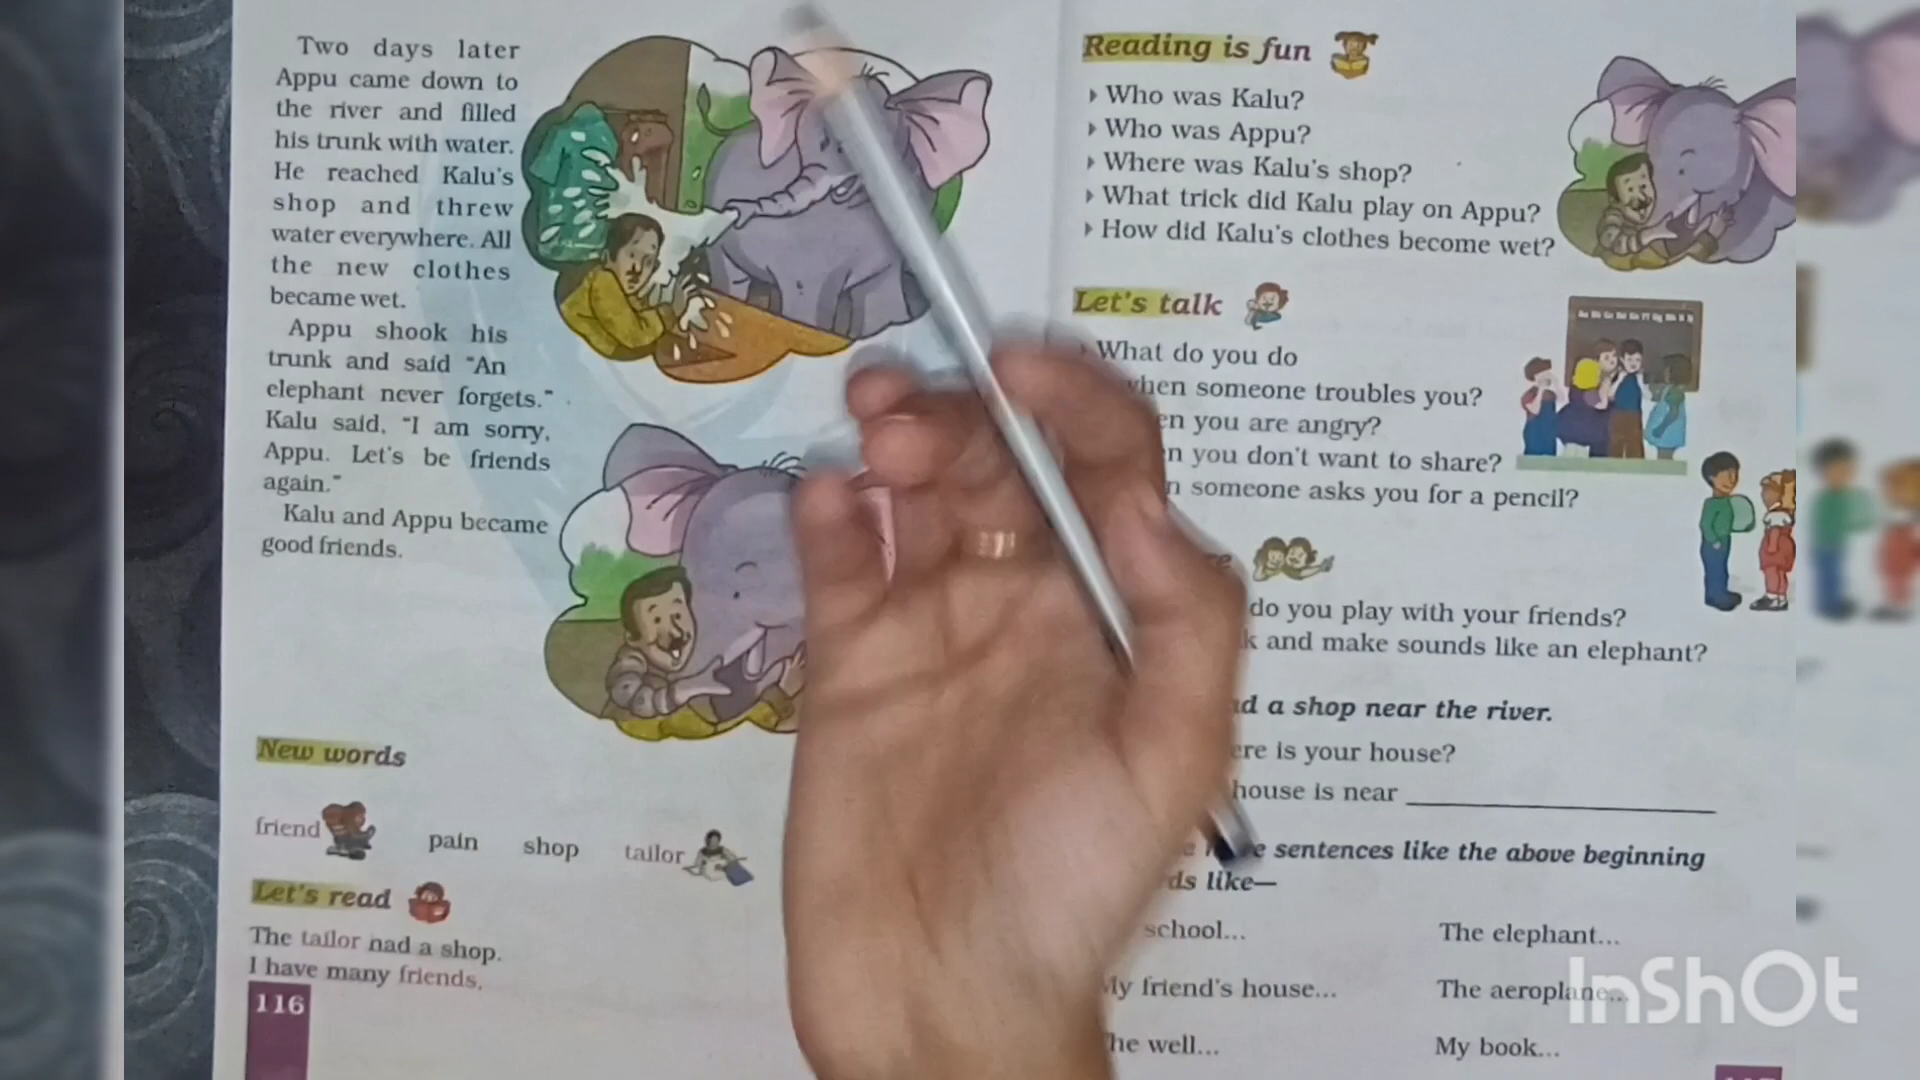 Two days later
Appu came down to
the river and filled
his trunk with water.
He reached Kalu's
shop and threw
water everywhere. All
the new clothes
became wet.
Appu shook his
trunk and said "An
elephant never forgets."
Kalu said, "I am sorry,
Appu. Let's be friends
again."
Kalu and Appu became
good friends.
New words
friend pain shop tailor
Let's read
The tailor had a shop.
I have many friends.
116
Reading is fun
Who was Kalu?
Who was Appu?
Where was Kalu's shop?
What trick did Kalu play on Appu?
How did Kalu's clothes become wet?
Let's talk
What do you do
when someone troubles you?
you are angry?
you don't want to share?
someone asks you for a pencil?
do you play with your friends?
and make sounds like an elephant?
a shop near the river.
is your house?
house is near
sentences like the above beginning
like—
school... The elephant...
My friend's house... The aeroplane...
The well... My book...
InShOt